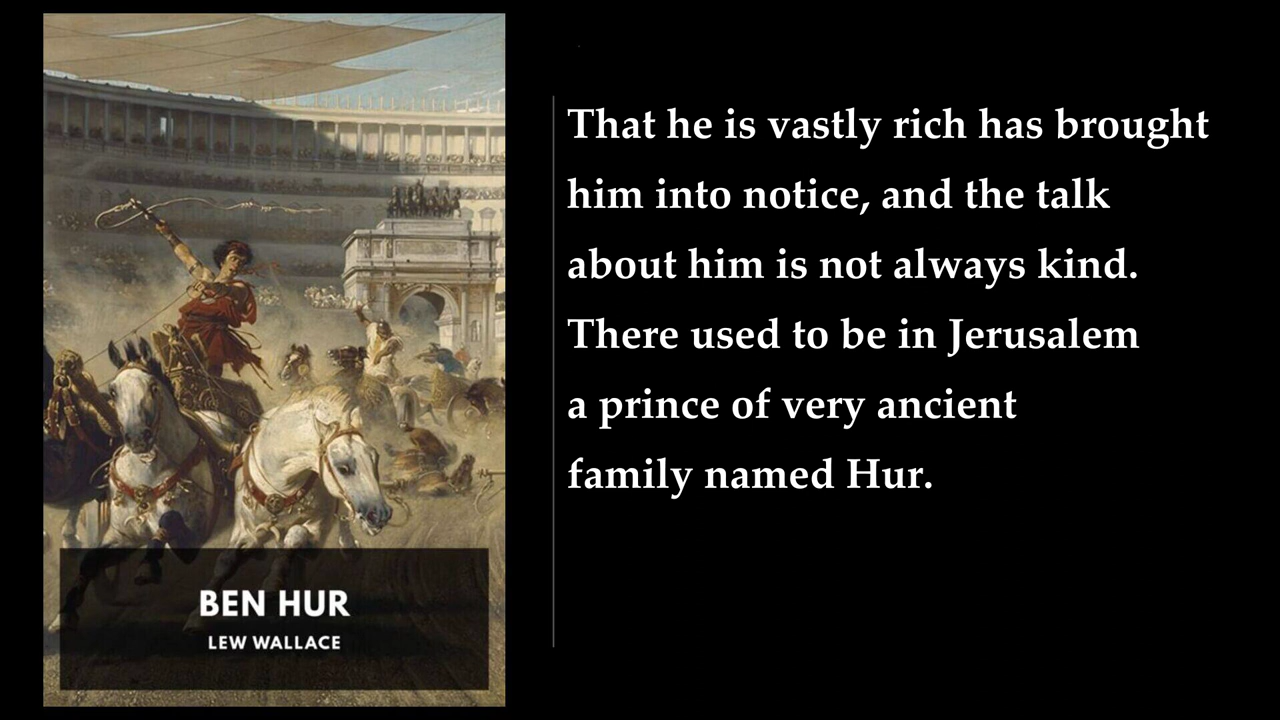 BEN HUR
LEW WALLACE
That he is vastly rich has brought
him into notice, and the talk
about him is not always kind.
There used to be in Jerusalem
a prince of very ancient
family named Hur.